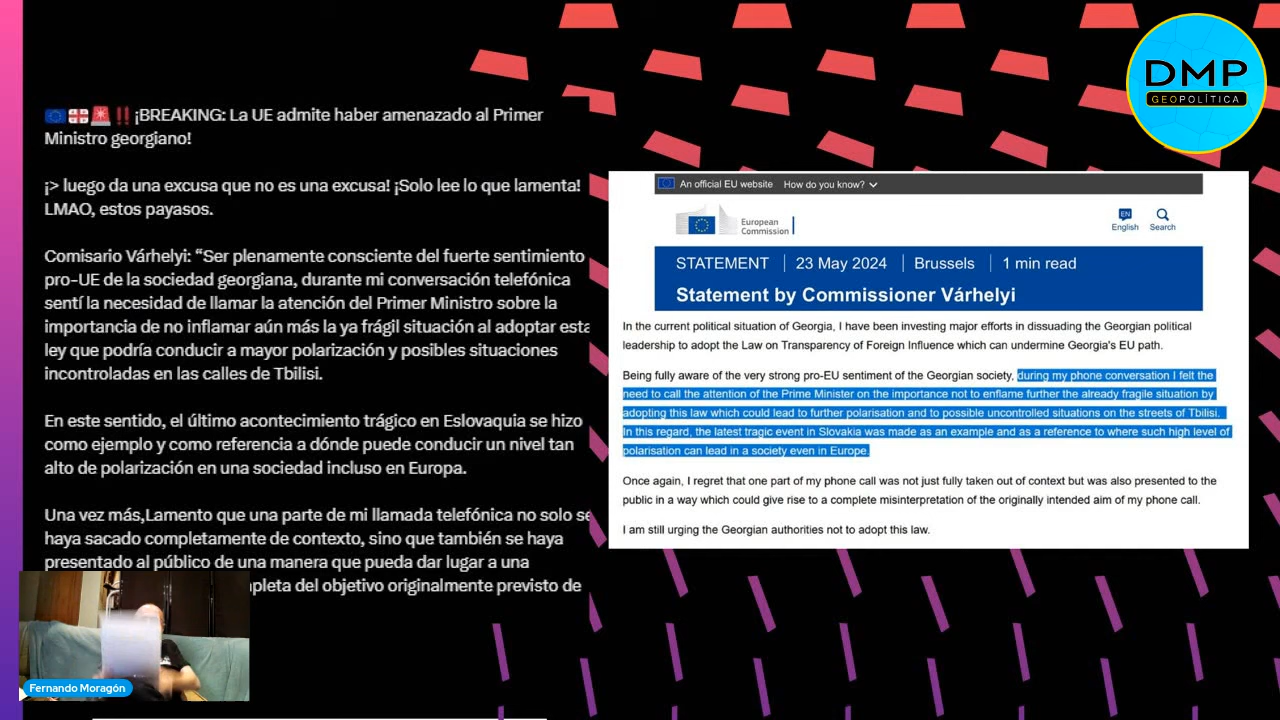 ¡BREAKING: La UE admite haber amenazado al Primer
Ministro georgiano!
¡> luego da una excusa que no es una excusa! ¡Solo lee lo que lamenta!
LMAO, estos payasos.
Comisario Várhelyi: “Ser plenamente consciente del fuerte sentimiento
pro-UE de la sociedad georgiana, durante mi conversación telefónica
sentí la necesidad de llamar la atención del Primer Ministro sobre la
importancia de no inflamar aún más la ya frágil situación al adoptar esta
ley que podría conducir a mayor polarización y posibles situaciones
incontroladas en las calles de Tbilisi.
En este sentido, el último acontecimiento trágico en Eslovaquia se hizo
como ejemplo y como referencia a dónde puede conducir un nivel tan
alto de polarización en una sociedad incluso en Europa.
Una vez más,Lamento que una parte de mi llamada telefónica no solo se
haya sacado completamente de contexto, sino que también se haya
presentado al público de una manera que pueda dar lugar a una
del objetivo originalmente previsto de
Fernando Moragón
DMP
GEOPOLÍTICA
An official EU website How do you know?
European
Commission
EN
English Search
STATEMENT | 23 May 2024 | Brussels | 1 min read
Statement by Commissioner Várhelyi
In the current political situation of Georgia, I have been investing major efforts in dissuading the Georgian political
leadership to adopt the Law on Transparency of Foreign Influence which can undermine Georgia's EU path.
Being fully aware of the very strong pro-EU sentiment of the Georgian society, during my phone conversation I felt the
need to call the attention of the Prime Minister on the importance not to enflame further the already fragile situation by
adopting this law which could lead to further polarisation and to possible uncontrolled situations on the streets of Tbilisi.
In this regard, the latest tragic event in Slovakia was made as an example and as a reference to where such high level of
polarisation can lead in a society even in Europe.
Once again, I regret that one part of my phone call was not just fully taken out of context but was also presented to the
public in a way which could give rise to a complete misinterpretation of the originally intended aim of my phone call.
I am still urging the Georgian authorities not to adopt this law.